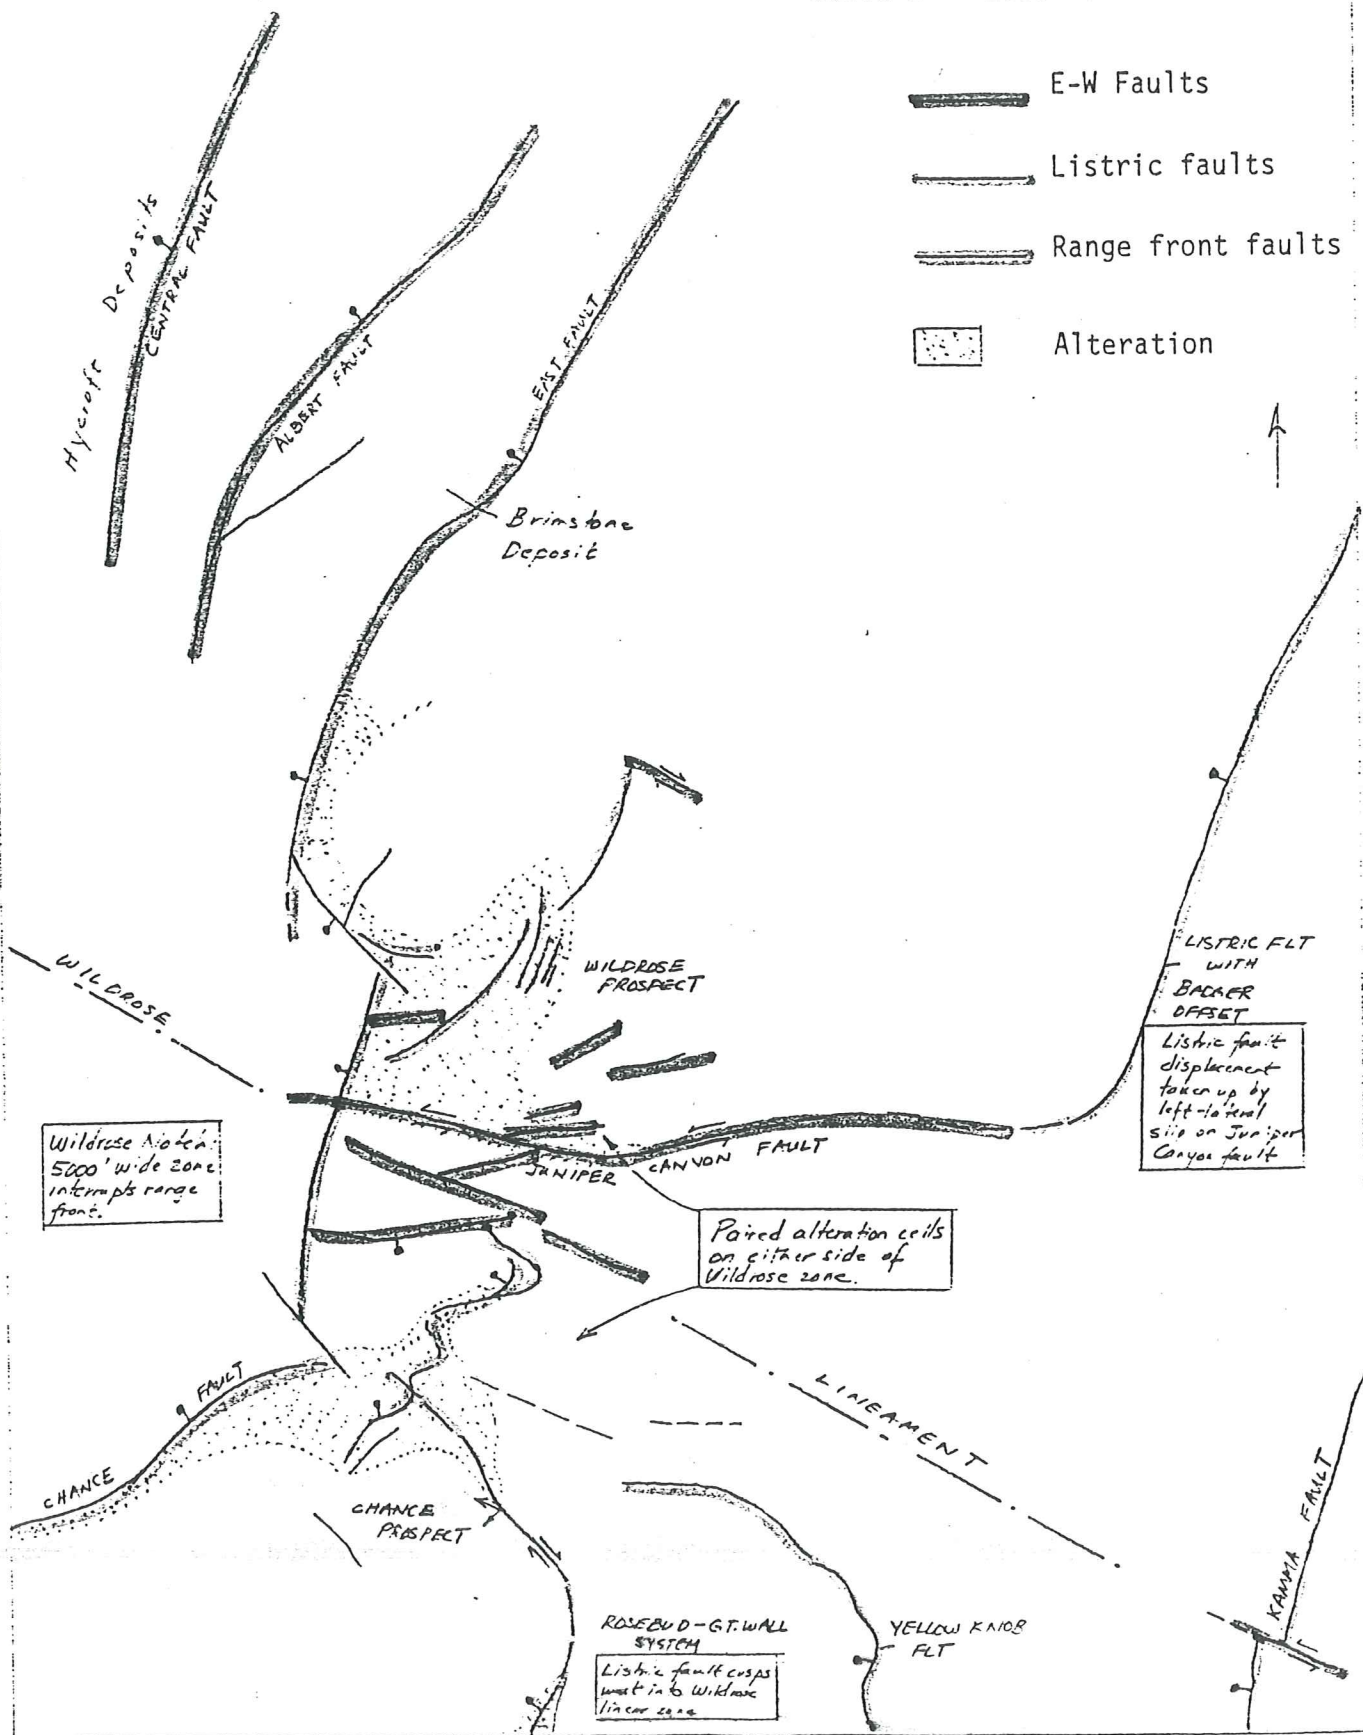 E-W Faults
Listric faults
Range front faults
Alteration
Hycroft Deposits
CENTRAL FAULT
ALBERT FAULT
EAST FAULT
Brimstone
Deposit
WILDROSE
WILDROSE
PROSPECT
LISTRIC FLT
WITH
BADGER
OFFSET
Listric fault
displacement
taken up by
left-lateral
slip on Juniper
Canyon fault
Wildrose Notch:
5000' wide zone
interrupts range
front.
JUNIPER CANYON FAULT
Paired alteration cells
on either side of
Wildrose zone.
LINEAMENT
CHANCE FAULT
CHANCE
PROSPECT
KAMMA FAULT
ROSEBUD-GT. WALL
SYSTEM
Listric fault cusps
west into Wildrose
linear zone
YELLOW KNOB
FLT